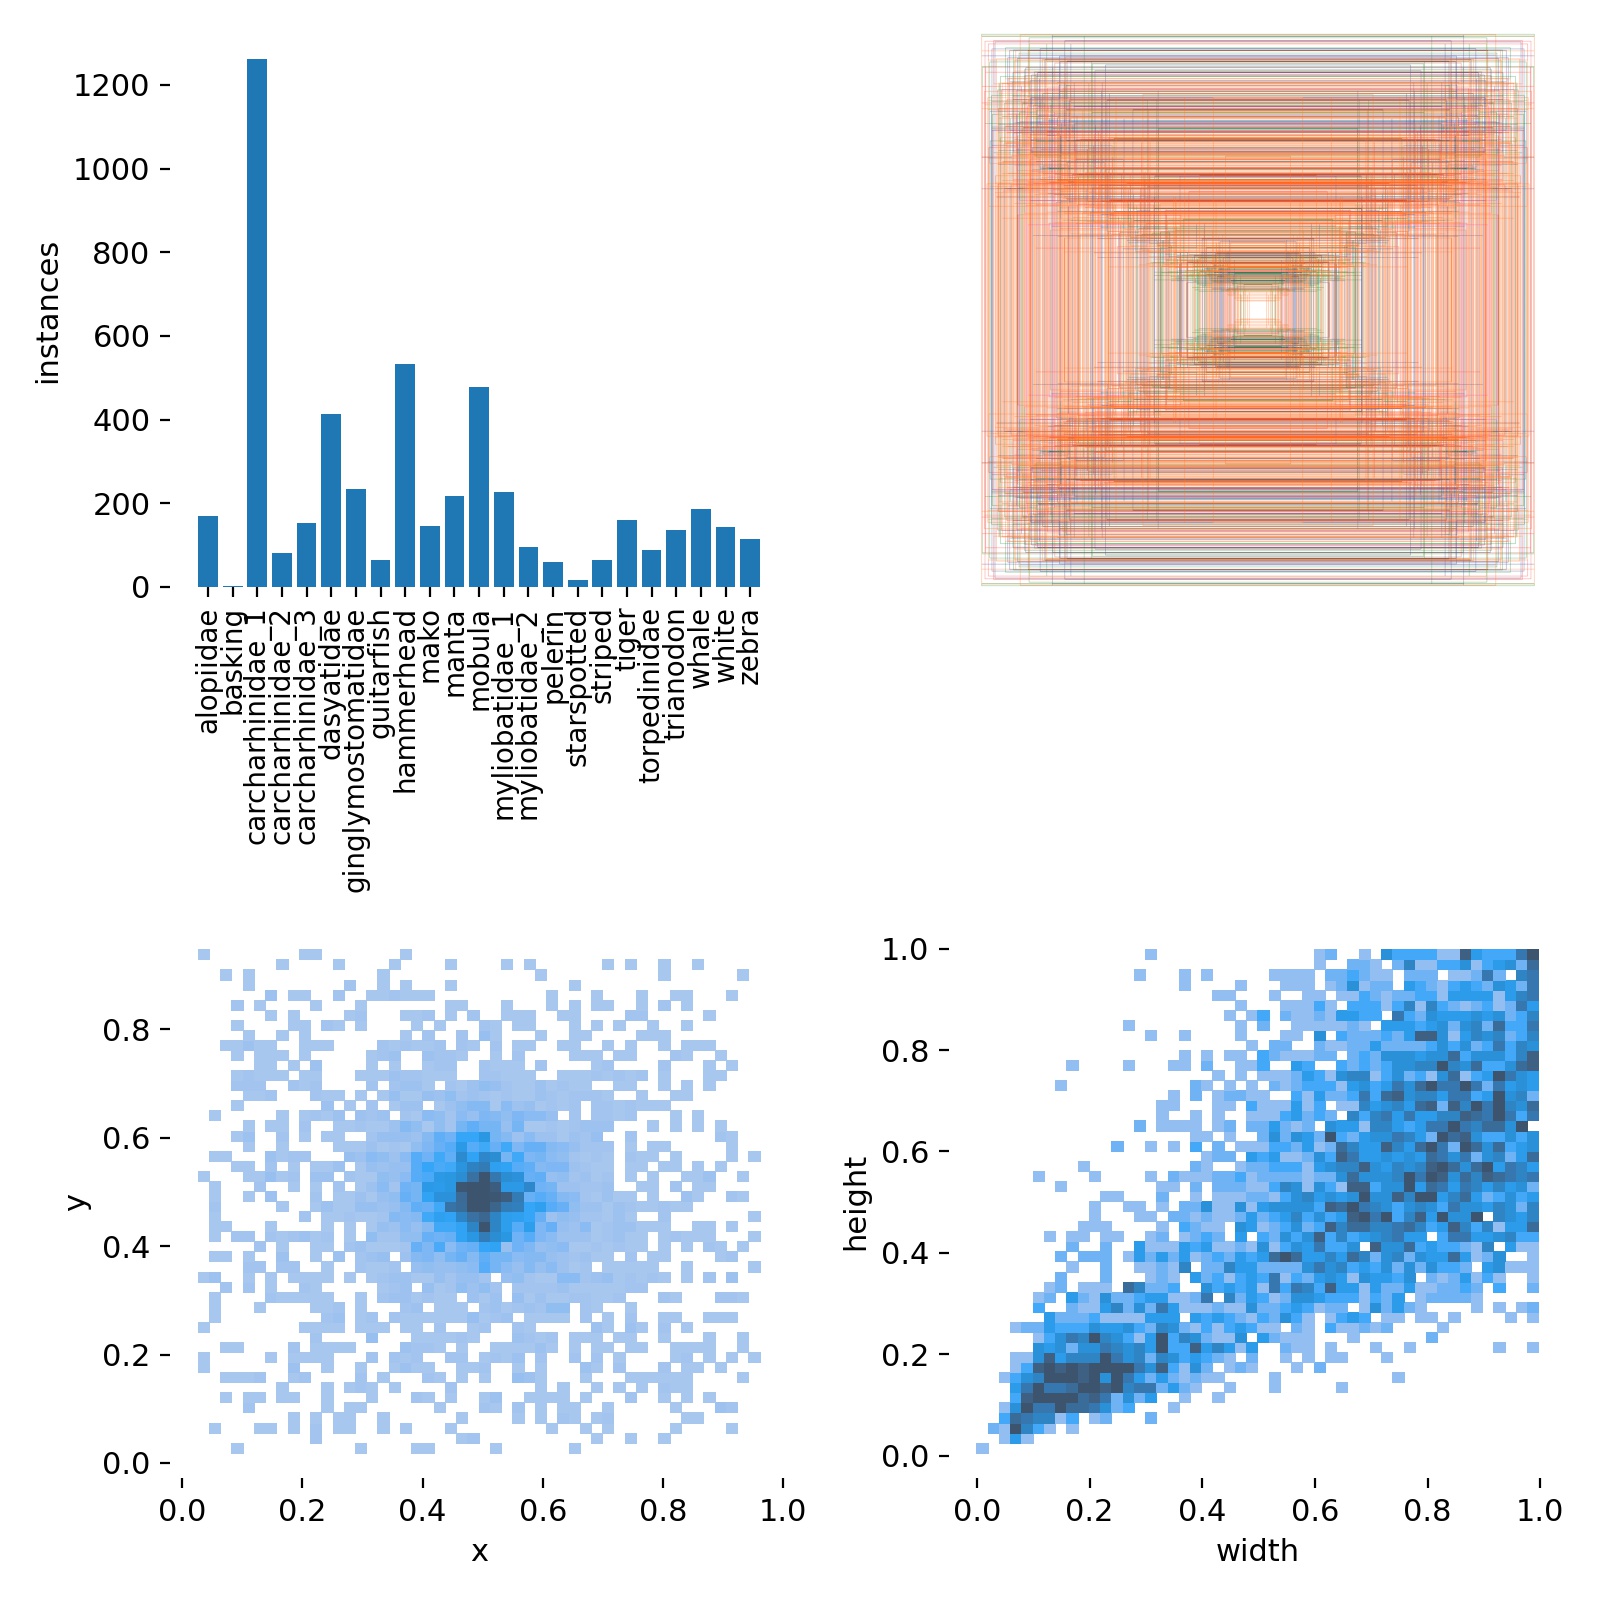 instances
1200
1000
800
600
400
200
0
alopiidae
basking
carcharhinidae_1
carcharhinidae_2
carcharhinidae_3
dasyatidae
ginglymostomatidae
guitarfish
hammerhead
mako
manta
mobula
myliobatidae_1
myliobatidae_2
pelerin
starspotted
striped
tiger
torpedinidae
trianodon
whale
white
zebra
y
0.8
0.6
0.4
0.2
0.0
0.0 0.2 0.4 0.6 0.8 1.0
x
height
1.0
0.8
0.6
0.4
0.2
0.0
0.0 0.2 0.4 0.6 0.8 1.0
width